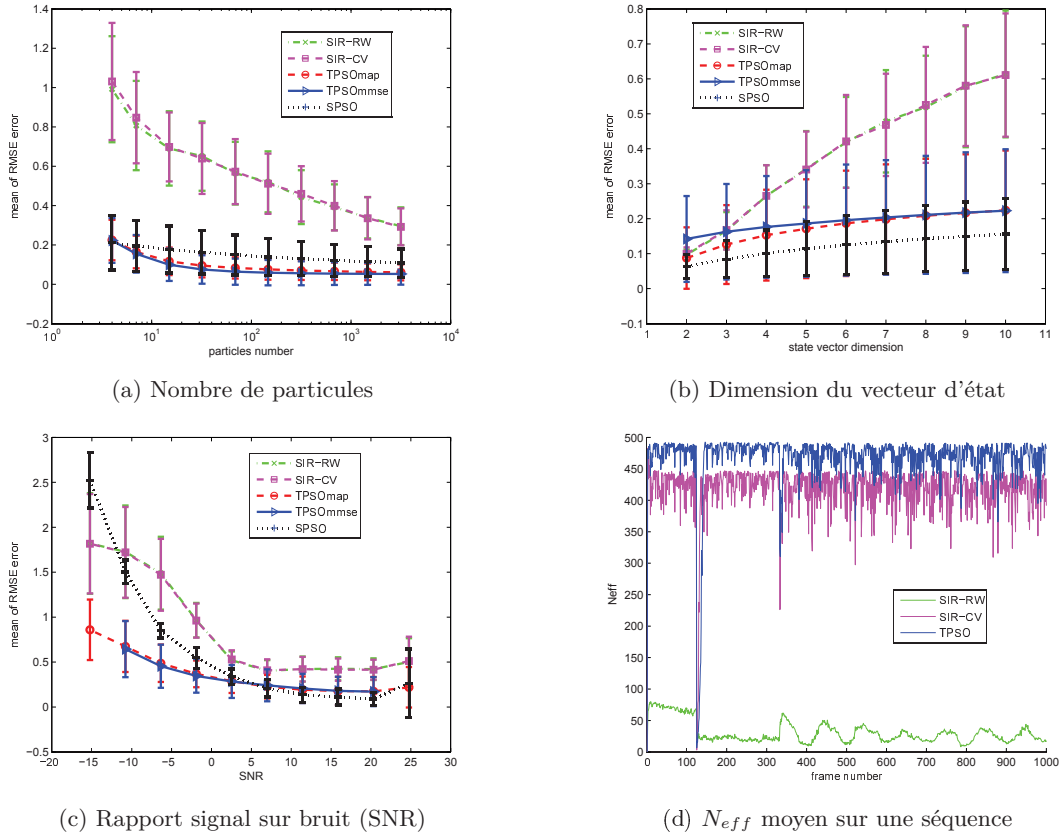 1.4
1.2
1
0.8
0.6
0.4
0.2
0
−0.2
mean of RMSE error
SIR−RW
SIR−CV
TPSOmap
TPSOmmse
SPSO
10^0 10^1 10^2 10^3 10^4
particles number
(a) Nombre de particules
0.8
0.7
0.6
0.5
0.4
0.3
0.2
0.1
0
−0.1
mean of RMSE error
SIR−RW
SIR−CV
TPSOmap
TPSOmmse
SPSO
1 2 3 4 5 6 7 8 9 10 11
state vector dimension
(b) Dimension du vecteur d'état
3
2.5
2
1.5
1
0.5
0
−0.5
mean of RMSE error
SIR−RW
SIR−CV
TPSOmap
TPSOmmse
SPSO
−20 −15 −10 −5 0 5 10 15 20 25 30
SNR
(c) Rapport signal sur bruit (SNR)
500
450
400
350
300
250
200
150
100
50
0
Neff
SIR−RW
SIR−CV
TPSO
0 100 200 300 400 500 600 700 800 900 1000
frame number
(d) N_eff moyen sur une séquence